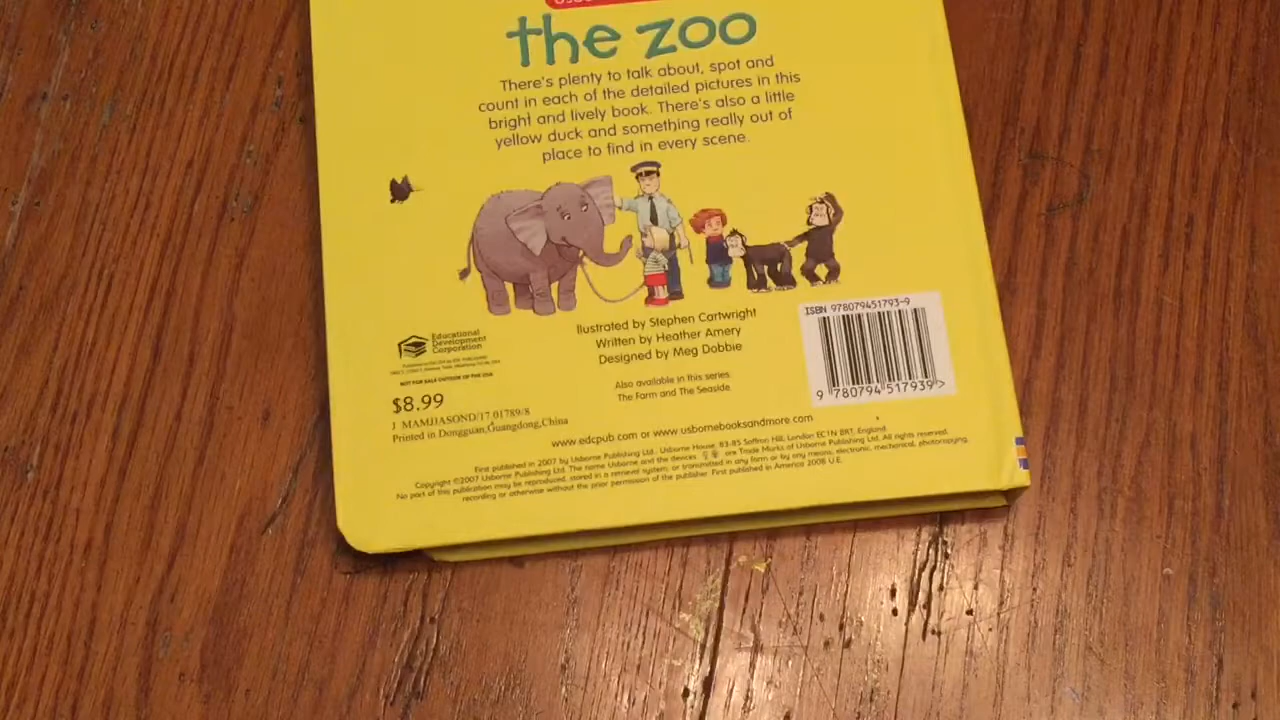 the zoo
There's plenty to talk about, spot and
count in each of the detailed pictures in this
bright and lively book. There's also a little
yellow duck and something really out of
place to find in every scene.
Illustrated by Stephen Cartwright
Written by Heather Amery
Designed by Meg Dobbie
Also available in this series
The Farm and The Seaside
ISBN 978079451793-9
9 780794 517939 >
Educational
Development
Corporation
NOT FOR SALE OUTSIDE OF THE USA
$8.99
J MAMJJASOND/17 01789/8
Printed in Dongguan,Guangdong,China
www.edcpub.com or www.usbornebooksandmore.com
First published in 2007 by Usborne Publishing Ltd., Usborne House, 83-85 Saffron Hill, London EC1N 8RT, England.
Copyright ©2007 Usborne Publishing Ltd. The name Usborne and the devices are Trade Marks of Usborne Publishing Ltd. All rights reserved.
No part of this publication may be reproduced, stored in a retrieval system, or transmitted in any form or by any means, electronic, mechanical, photocopying,
recording or otherwise without the prior permission of the publisher. First published in America 2008 U.E.